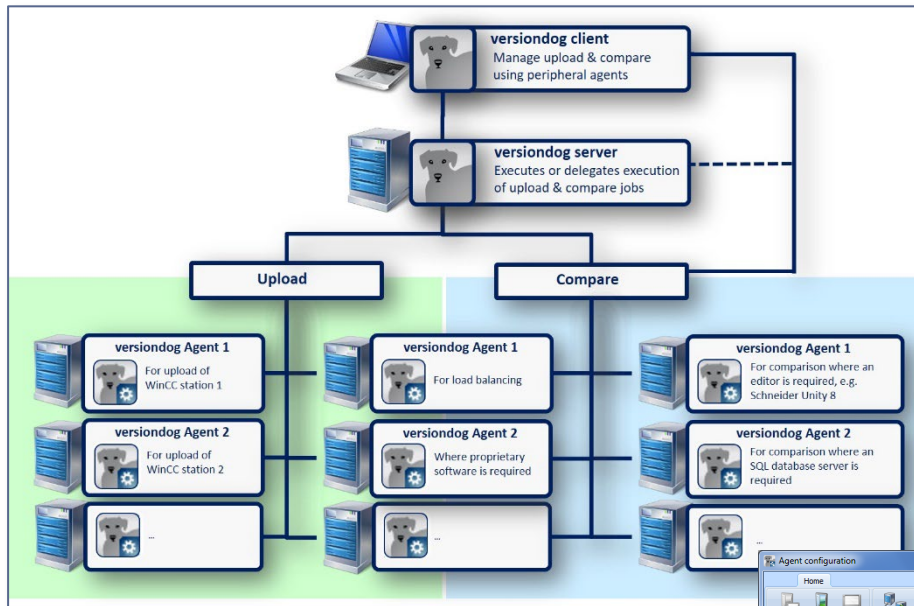 versiondog client
Manage upload & compare
using peripheral agents
versiondog server
Executes or delegates execution
of upload & compare jobs
Upload
Compare
versiondog Agent 1
For upload of
WinCC station 1
versiondog Agent 1
For load balancing
versiondog Agent 1
For comparison where an
editor is required, e.g.
Schneider Unity 8
versiondog Agent 2
For upload of
WinCC station 2
versiondog Agent 2
Where proprietary
software is required
versiondog Agent 2
For comparison where an
SQL database server is
required
...
...
...
Agent configuration
Home